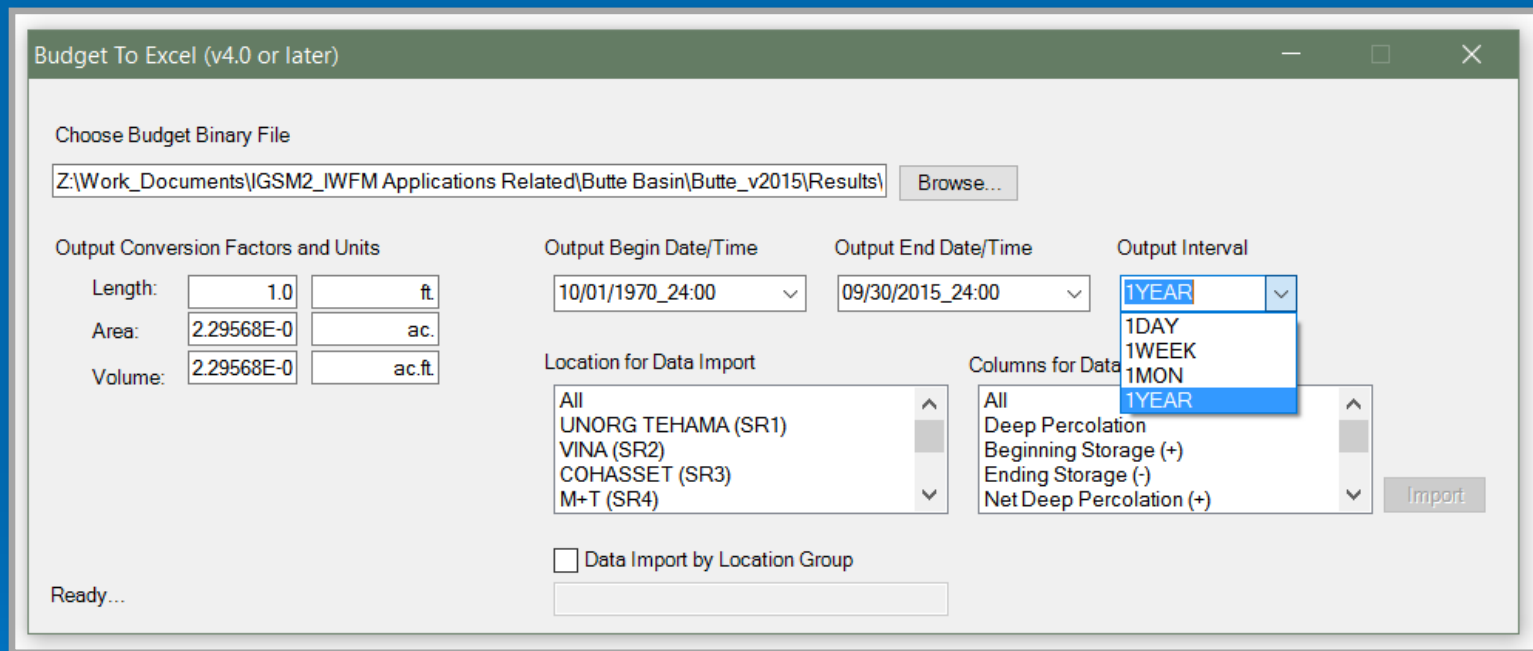 Budget To Excel (v4.0 or later)
Choose Budget Binary File
Z:\Work_Documents\IGSM2_IWFM Applications Related\Butte Basin\Butte_v2015\Results\
Browse...
Output Conversion Factors and Units
Length: 1.0 ft.
Area: 2.29568E-0 ac.
Volume: 2.29568E-0 ac.ft.
Output Begin Date/Time
10/01/1970_24:00
Output End Date/Time
09/30/2015_24:00
Output Interval
1YEAR
1DAY
1WEEK
1MON
1YEAR
Location for Data Import
All
UNORG TEHAMA (SR1)
VINA (SR2)
COHASSET (SR3)
M+T (SR4)
Columns for Data
All
Deep Percolation
Beginning Storage (+)
Ending Storage (-)
Net Deep Percolation (+)
Import
Data Import by Location Group
Ready...